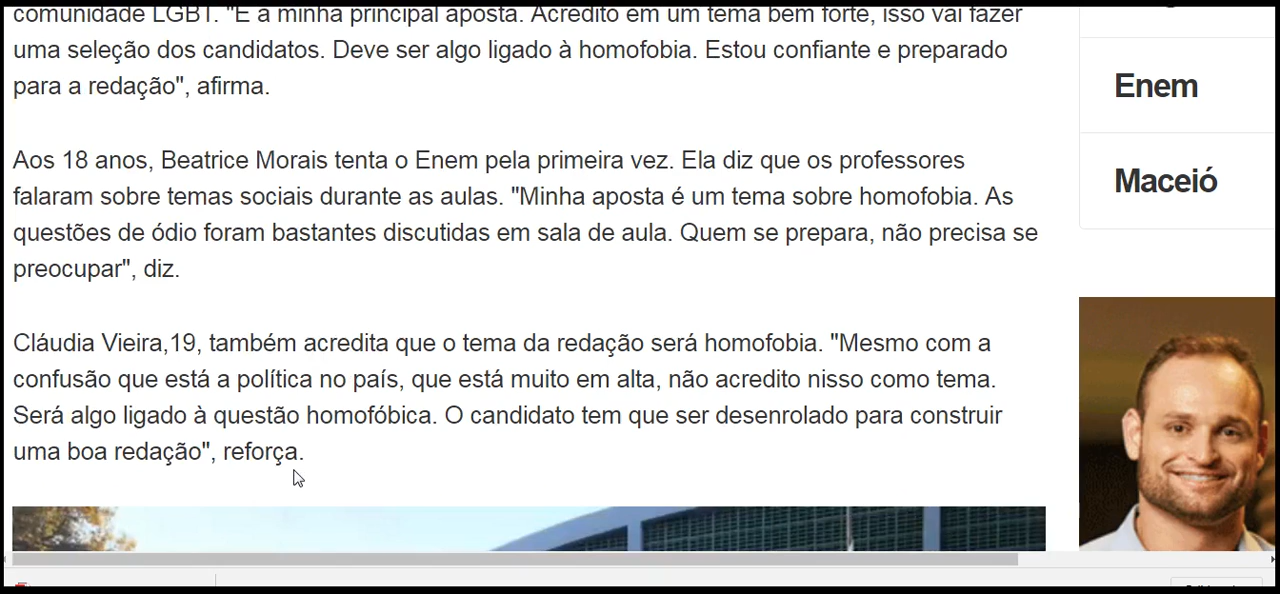 comunidade LGBT. "É a minha principal aposta. Acredito em um tema bem forte, isso vai fazer
uma seleção dos candidatos. Deve ser algo ligado à homofobia. Estou confiante e preparado
para a redação", afirma.
Aos 18 anos, Beatrice Morais tenta o Enem pela primeira vez. Ela diz que os professores
falaram sobre temas sociais durante as aulas. "Minha aposta é um tema sobre homofobia. As
questões de ódio foram bastantes discutidas em sala de aula. Quem se prepara, não precisa se
preocupar", diz.
Cláudia Vieira,19, também acredita que o tema da redação será homofobia. "Mesmo com a
confusão que está a política no país, que está muito em alta, não acredito nisso como tema.
Será algo ligado à questão homofóbica. O candidato tem que ser desenrolado para construir
uma boa redação", reforça.
Enem
Maceió